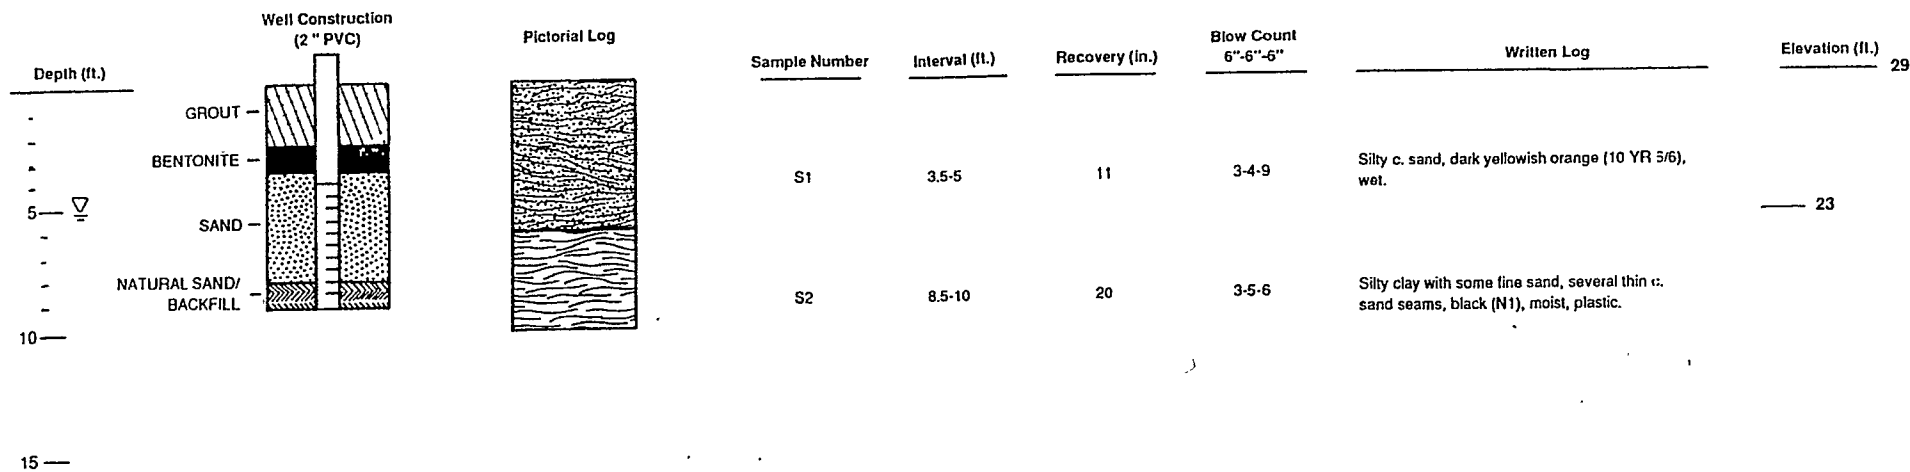 Well Construction
(2 " PVC)
Pictorial Log
Depth (ft.)
Sample Number
Interval (ft.)
Recovery (in.)
Blow Count
6"-6"-6"
Written Log
Elevation (ft.)
29
GROUT
BENTONITE
SAND
NATURAL SAND/
BACKFILL
5
10
15
S1
3.5-5
11
3-4-9
Silty c. sand, dark yellowish orange (10 YR 6/6),
wet.
23
S2
8.5-10
20
3-5-6
Silty clay with some fine sand, several thin c.
sand seams, black (N1), moist, plastic.